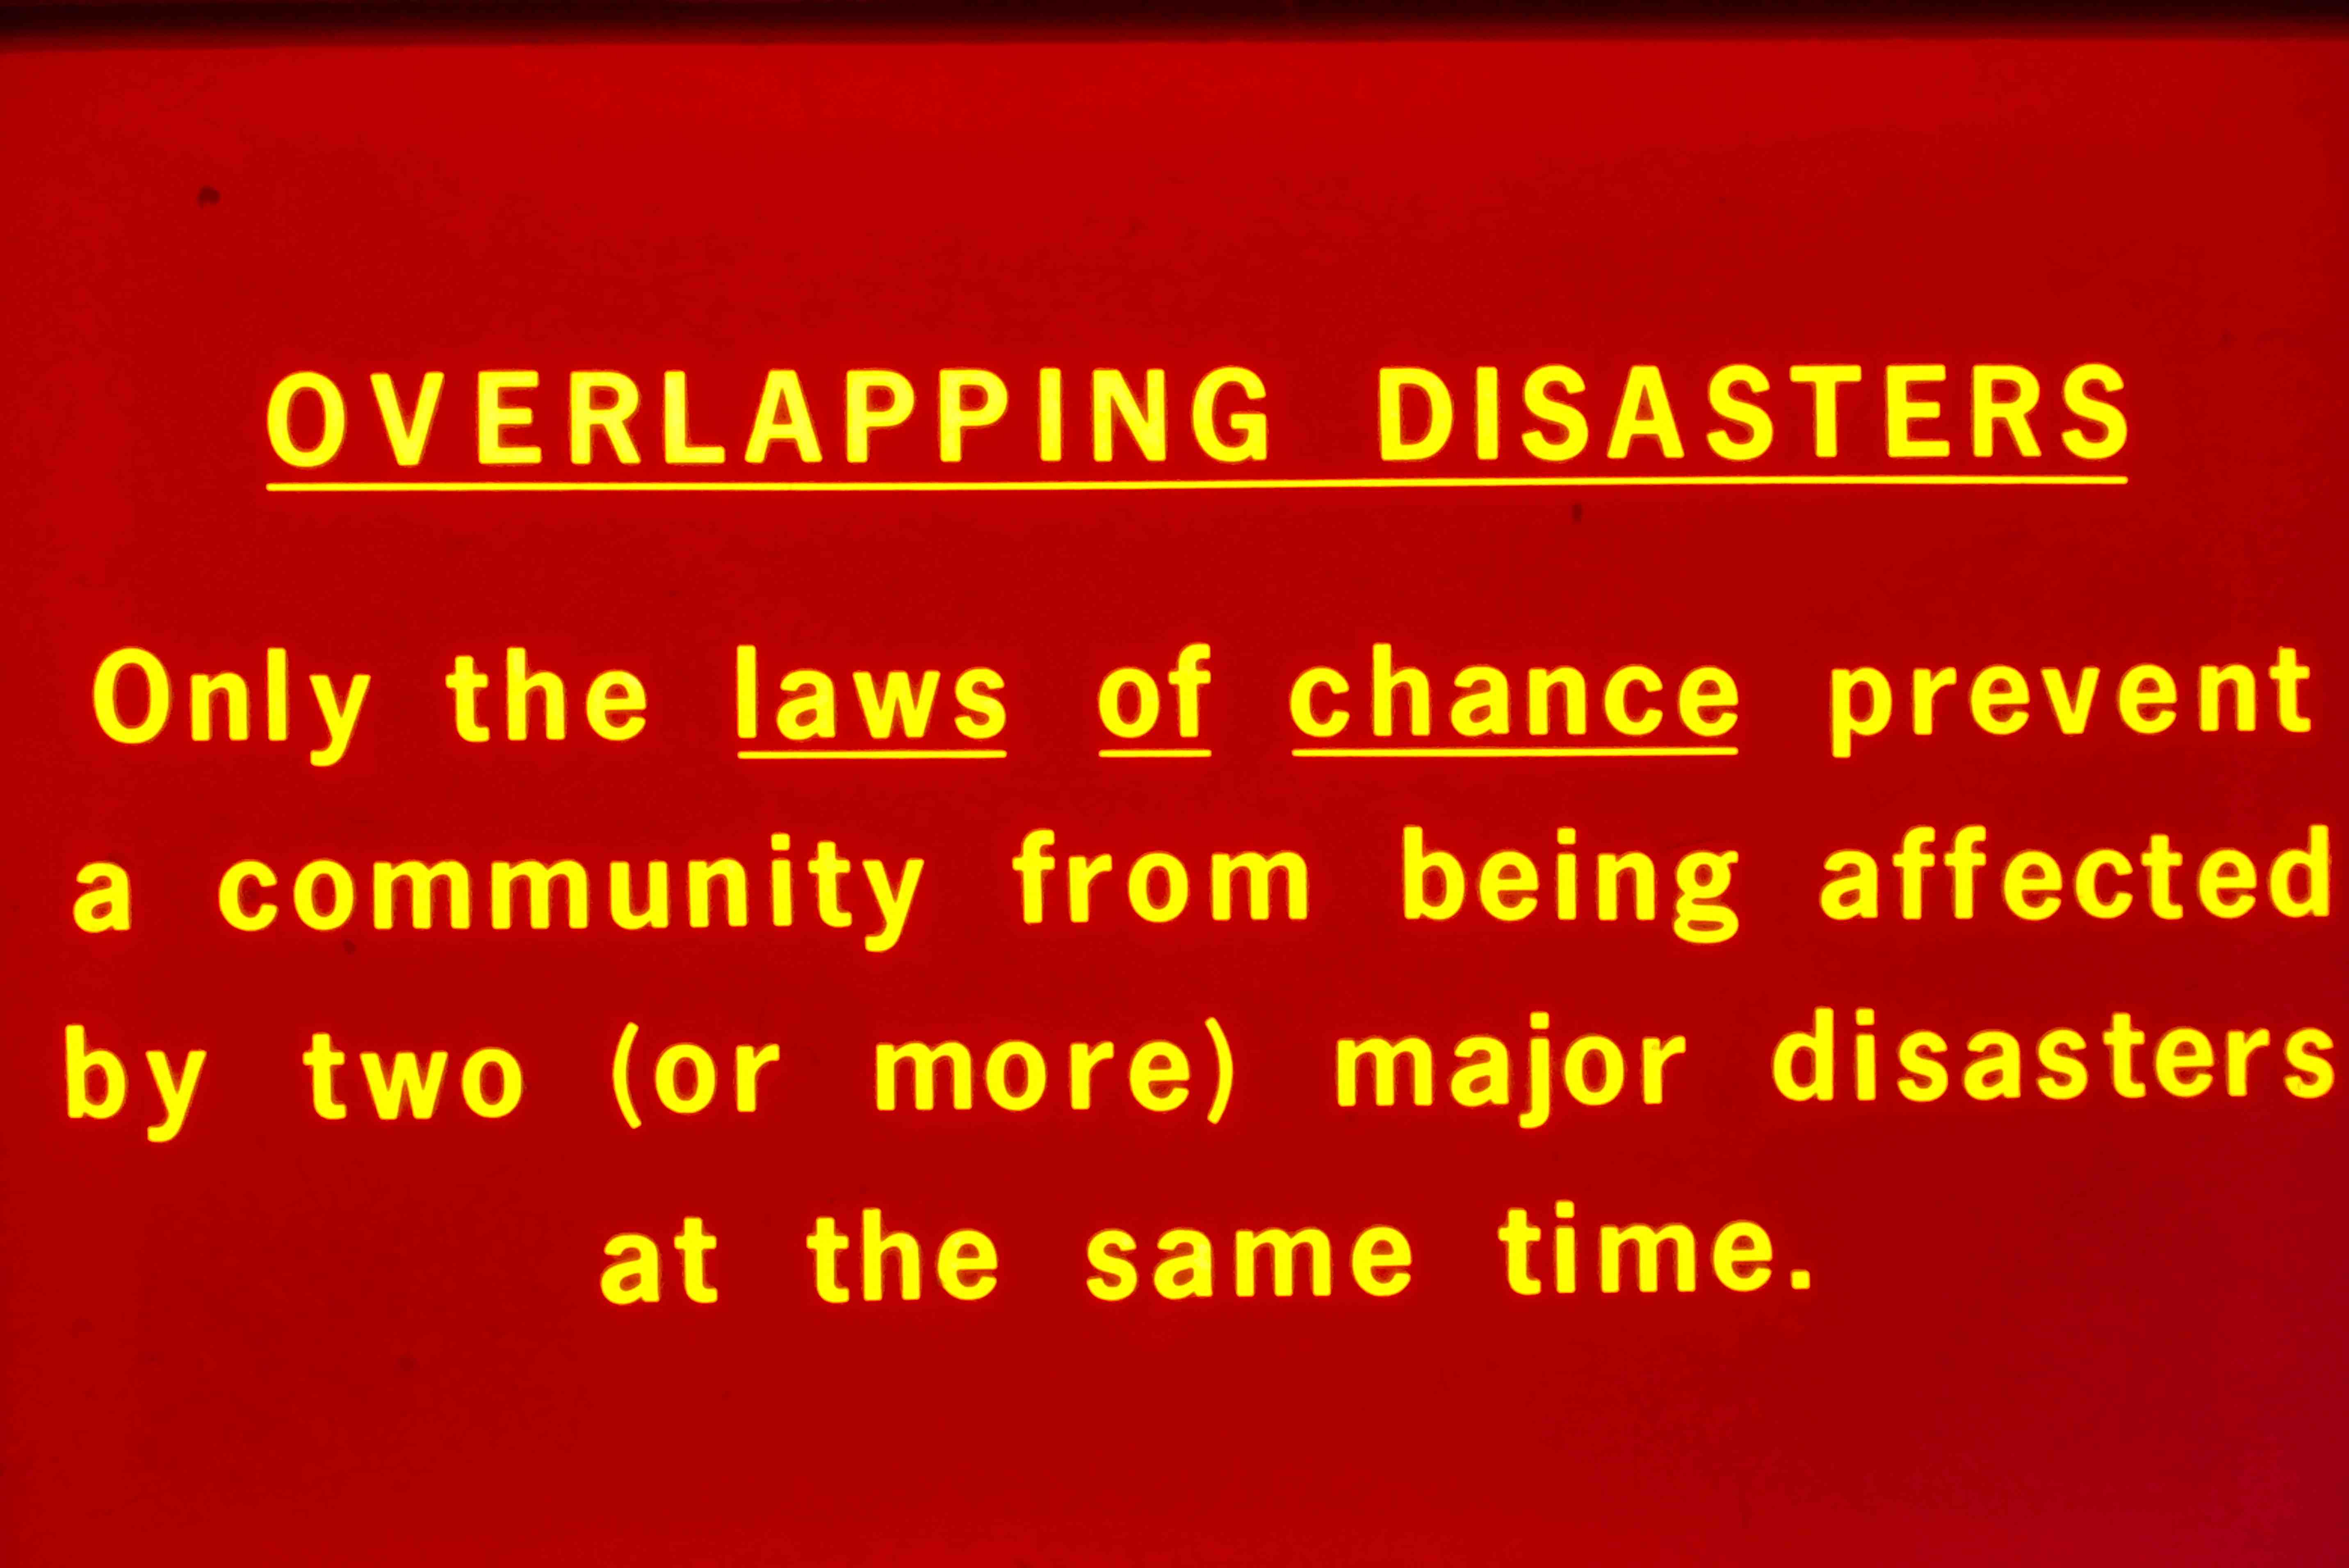 OVERLAPPING DISASTERS
Only the laws of chance prevent
a community from being affected
by two (or more) major disasters
at the same time.